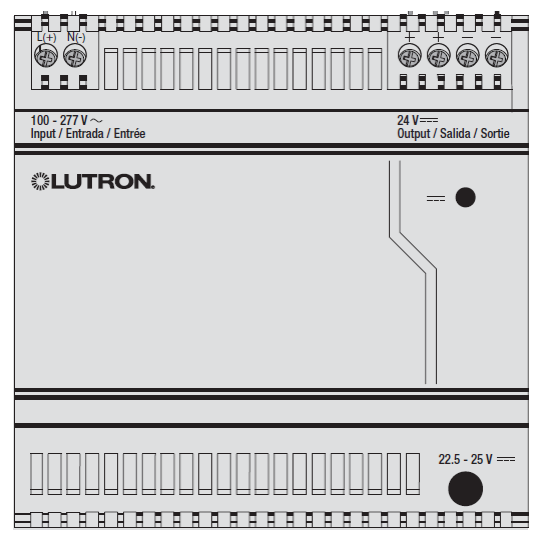 L(+) N(-)
+ + – –
100 - 277 V ~
Input / Entrada / Entrée
24 V⎓
Output / Salida / Sortie
LUTRON.
⎓
22.5 - 25 V ⎓